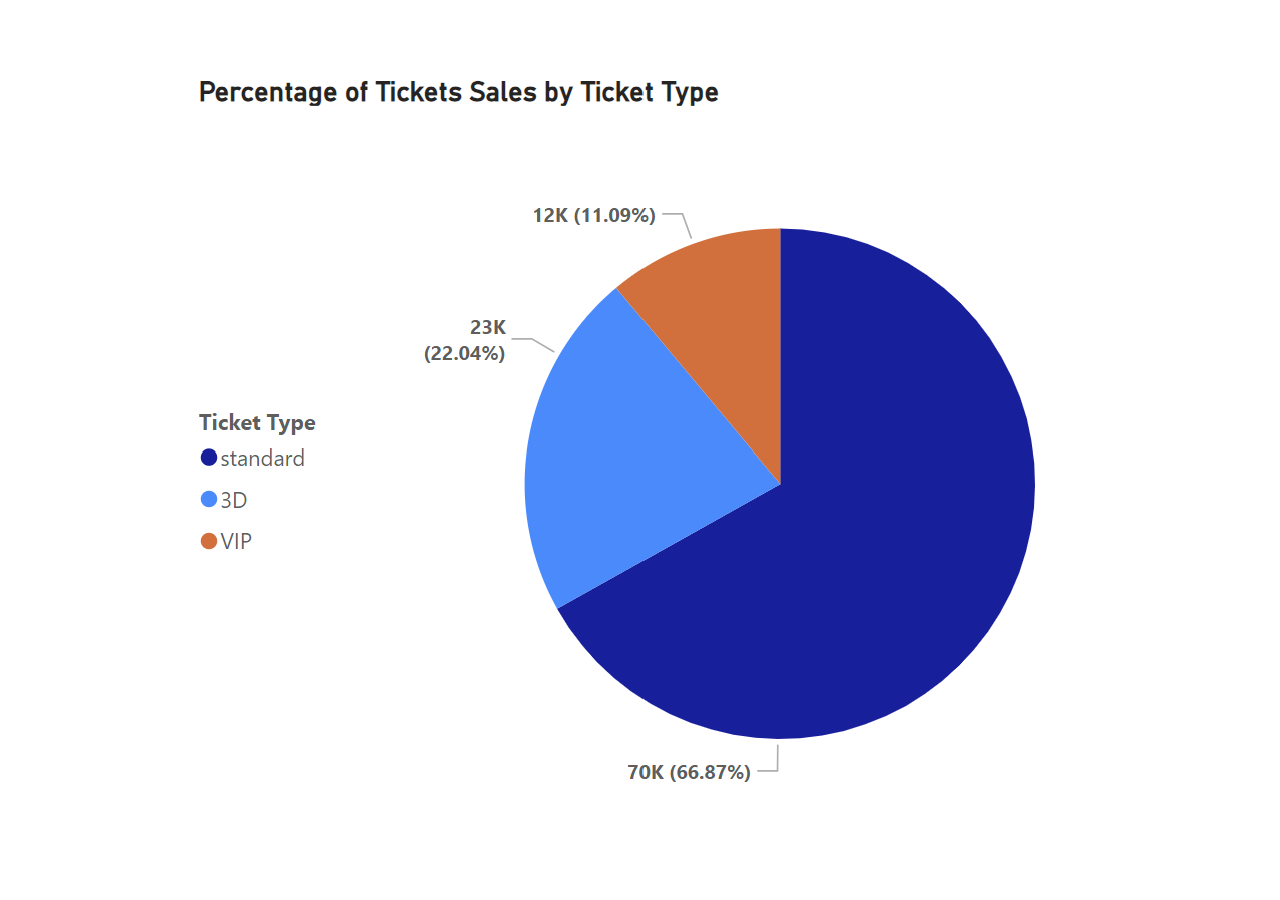 Percentage of Tickets Sales by Ticket Type
12K (11.09%)
23K
(22.04%)
Ticket Type
standard
3D
VIP
70K (66.87%)